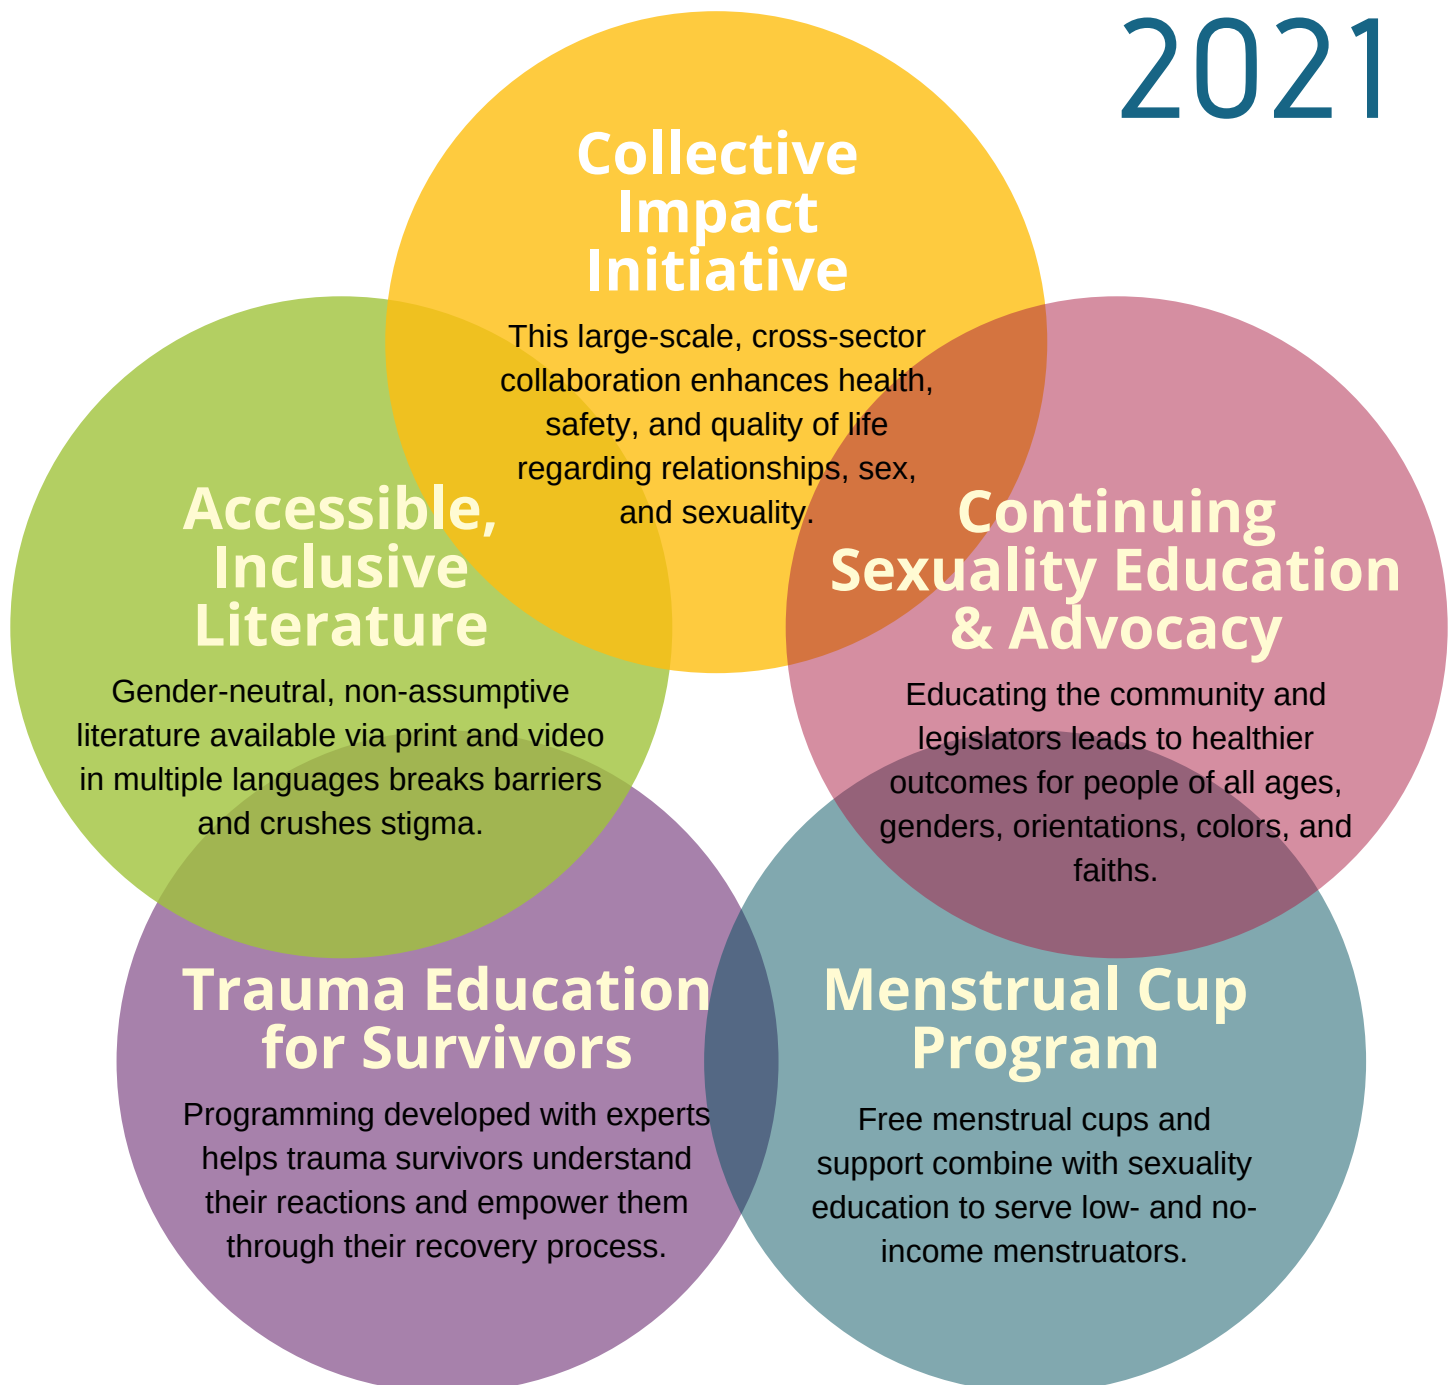 2021
Collective
Impact
Initiative
This large-scale, cross-sector
collaboration enhances health,
safety, and quality of life
regarding relationships, sex,
and sexuality.
Accessible,
Inclusive
Literature
Gender-neutral, non-assumptive
literature available via print and video
in multiple languages breaks barriers
and crushes stigma.
Continuing
Sexuality Education
& Advocacy
Educating the community and
legislators leads to healthier
outcomes for people of all ages,
genders, orientations, colors, and
faiths.
Trauma Education
for Survivors
Programming developed with experts
helps trauma survivors understand
their reactions and empower them
through their recovery process.
Menstrual Cup
Program
Free menstrual cups and
support combine with sexuality
education to serve low- and no-
income menstruators.